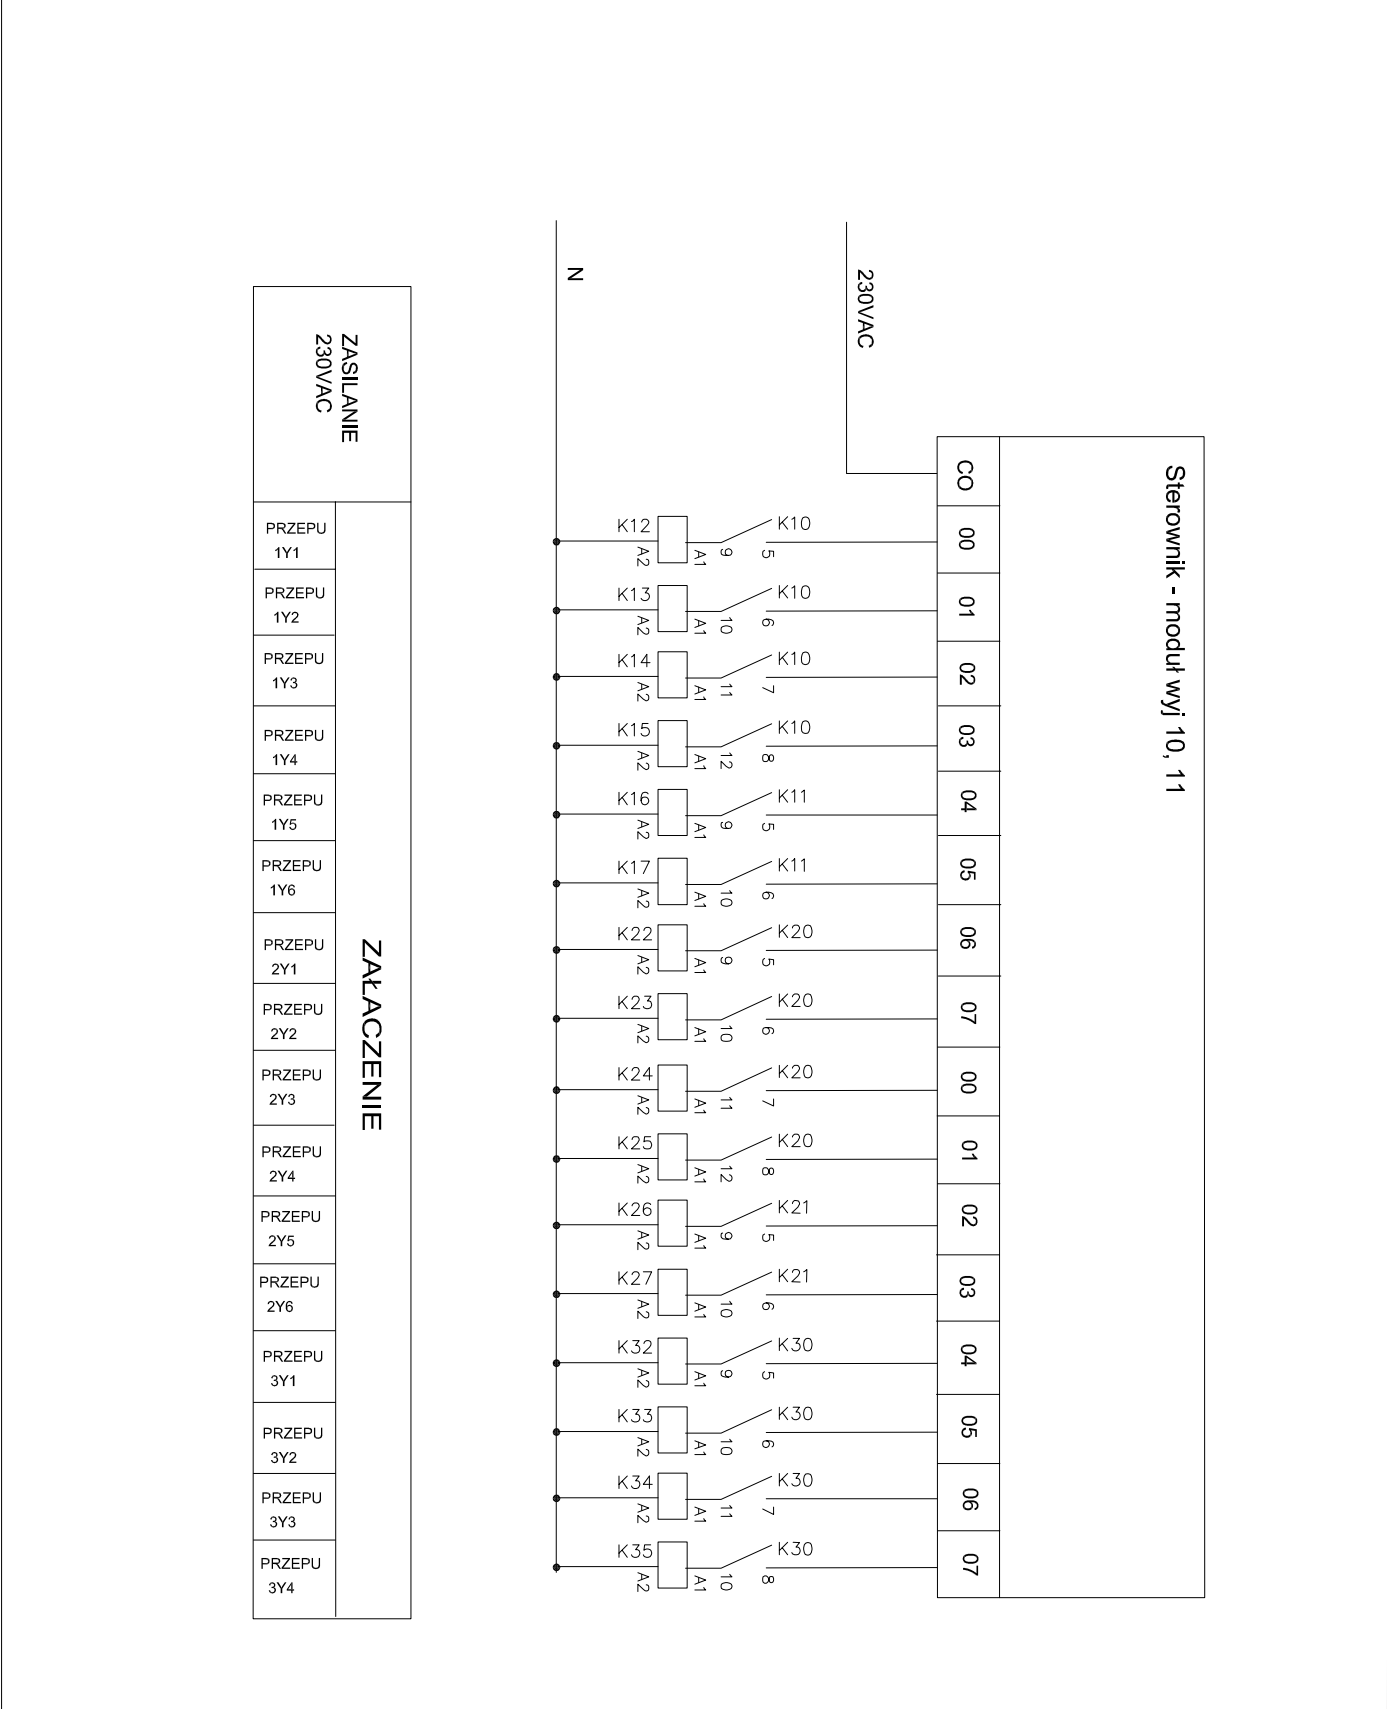 N
230VAC
ZASILANIE
230VAC
Sterownik - moduł wyj 10, 11
CO
ZAŁACZENIE
PRZEPU
1Y1
K12
A2
A1
9
5
K10
00
PRZEPU
1Y2
K13
A2
A1
10
6
K10
01
PRZEPU
1Y3
K14
A2
A1
11
7
K10
02
PRZEPU
1Y4
K15
A2
A1
12
8
K10
03
PRZEPU
1Y5
K16
A2
A1
9
5
K11
04
PRZEPU
1Y6
K17
A2
A1
10
6
K11
05
PRZEPU
2Y1
K22
A2
A1
9
5
K20
06
PRZEPU
2Y2
K23
A2
A1
10
6
K20
07
PRZEPU
2Y3
K24
A2
A1
11
7
K20
00
PRZEPU
2Y4
K25
A2
A1
12
8
K20
01
PRZEPU
2Y5
K26
A2
A1
9
5
K21
02
PRZEPU
2Y6
K27
A2
A1
10
6
K21
03
PRZEPU
3Y1
K32
A2
A1
9
5
K30
04
PRZEPU
3Y2
K33
A2
A1
10
6
K30
05
PRZEPU
3Y3
K34
A2
A1
11
7
K30
06
PRZEPU
3Y4
K35
A2
A1
10
8
K30
07